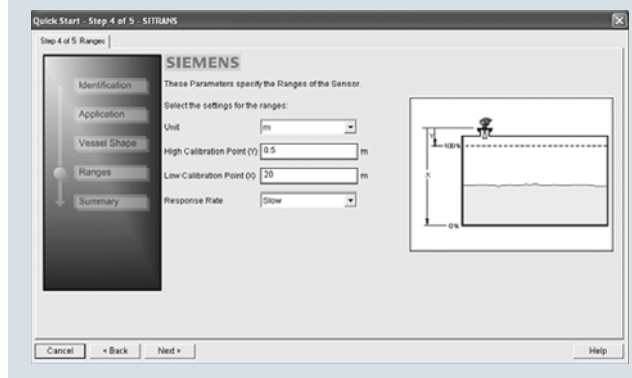 Quick Start - Step 4 of 5 - SITRANS
Step 4 of 5: Ranges
SIEMENS
Identification
Application
Vessel Shape
Ranges
Summary
These Parameters specify the Ranges of the Sensor.
Select the settings for the ranges:
Unit m
High Calibration Point (Y) 0.5 m
Low Calibration Point (X) 20 m
Response Rate Slow
Y
100%
X
0%
Cancel < Back Next > Help